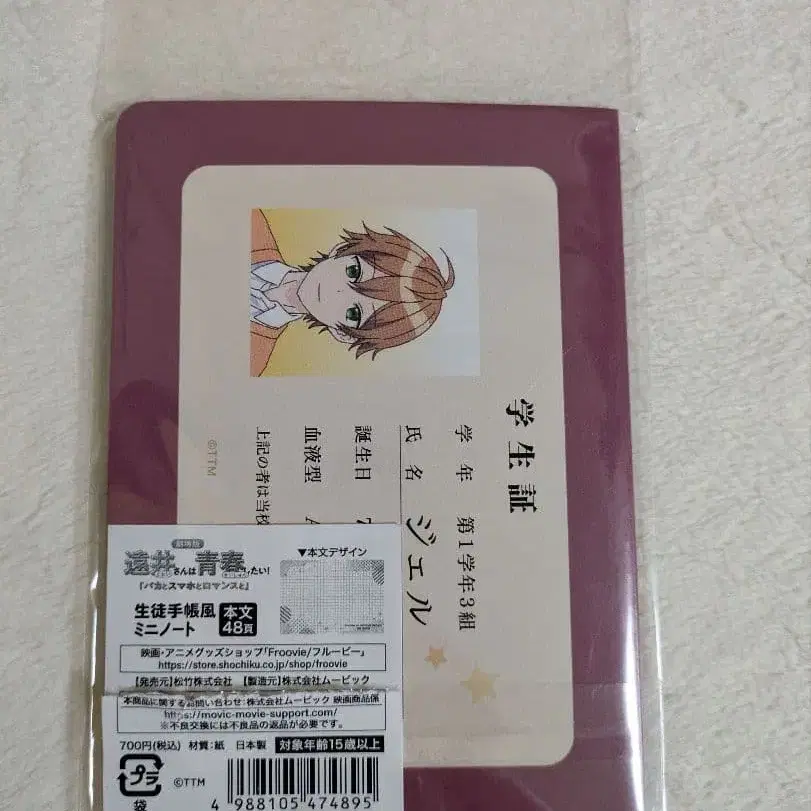 学生証
学年 第1学年3組
氏名 ジェル
誕生日 7
血液型 A
上記の者は当校
©TTM
劇場版
遠井さんは青春したい!
「バカとスマホとロマンスと」
生徒手帳風
ミニノート
本文
48頁
▼本文デザイン
映画・アニメグッズショップ「Froovie/フルービー」
https://store.shochiku.co.jp/shop/froovie
【発売元】松竹株式会社 【製造元】株式会社ムービック
本商品に関するお問い合わせ:株式会社ムービック 映画商品係
https://movic-movie-support.com/
※不良交換には不良品の返品が必要です。
700円(税込) 材質:紙 日本製 対象年齢15歳以上
プラ
袋
©TTM
4 988105 474895